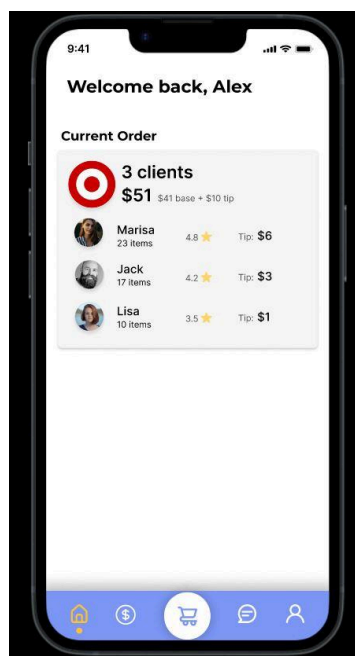 9:41
Welcome back, Alex
Current Order
3 clients
$51 $41 base + $10 tip
Marisa
23 items
4.8
Tip: $6
Jack
17 items
4.2
Tip: $3
Lisa
10 items
3.5
Tip: $1
$